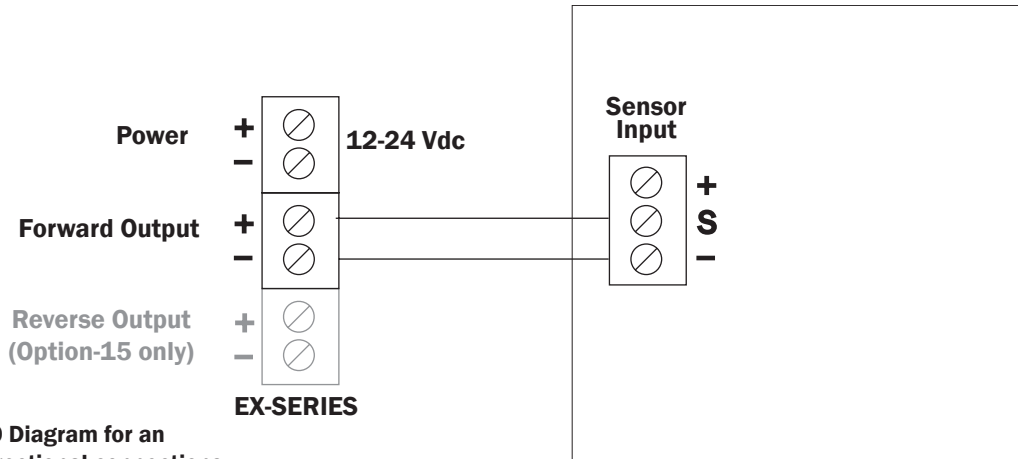 Power
+
−
12-24 Vdc
Forward Output
+
−
Reverse Output
(Option-15 only)
+
−
EX-SERIES
Sensor
Input
+
S
−
Diagram for an